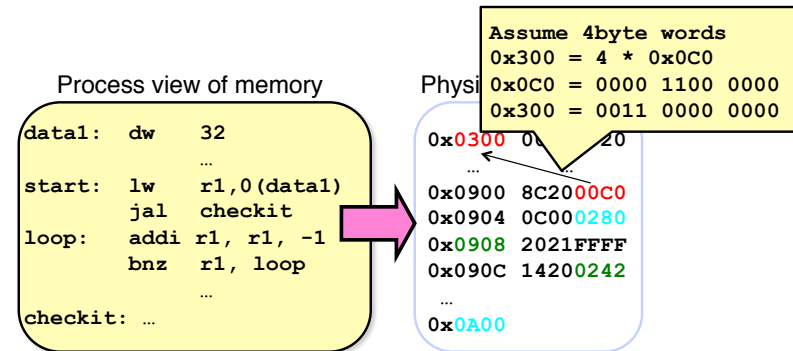 Assume 4byte words
0x300 = 4 * 0x0C0
0x0C0 = 0000 1100 0000
0x300 = 0011 0000 0000
Process view of memory
data1: dw 32
…
start: lw r1,0(data1)
jal checkit
loop: addi r1, r1, -1
bnz r1, loop
…
checkit: …
0x0300 20
…
0x0900 8C2000C0
0x0904 0C000280
0x0908 2021FFFF
0x090C 14200242
…
0x0A00